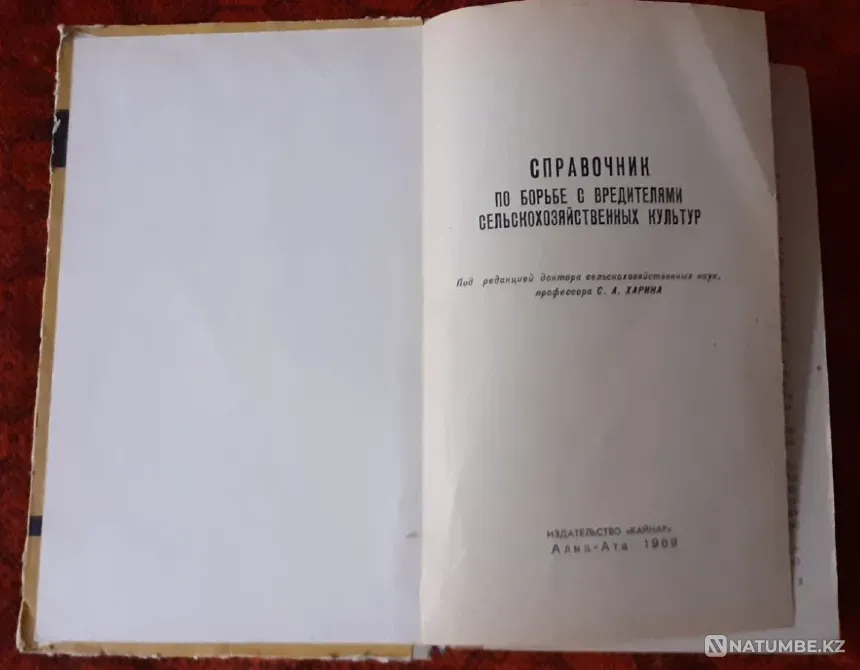 СПРАВОЧНИК
ПО БОРЬБЕ С ВРЕДИТЕЛЯМИ
СЕЛЬСКОХОЗЯЙСТВЕННЫХ КУЛЬТУР
Под редакцией доктора сельскохозяйственных наук,
профессора С. А. ХАРИНА
ИЗДАТЕЛЬСТВО «КАЙНАР»
Алма-Ата 1969
NATUMBE.KZ